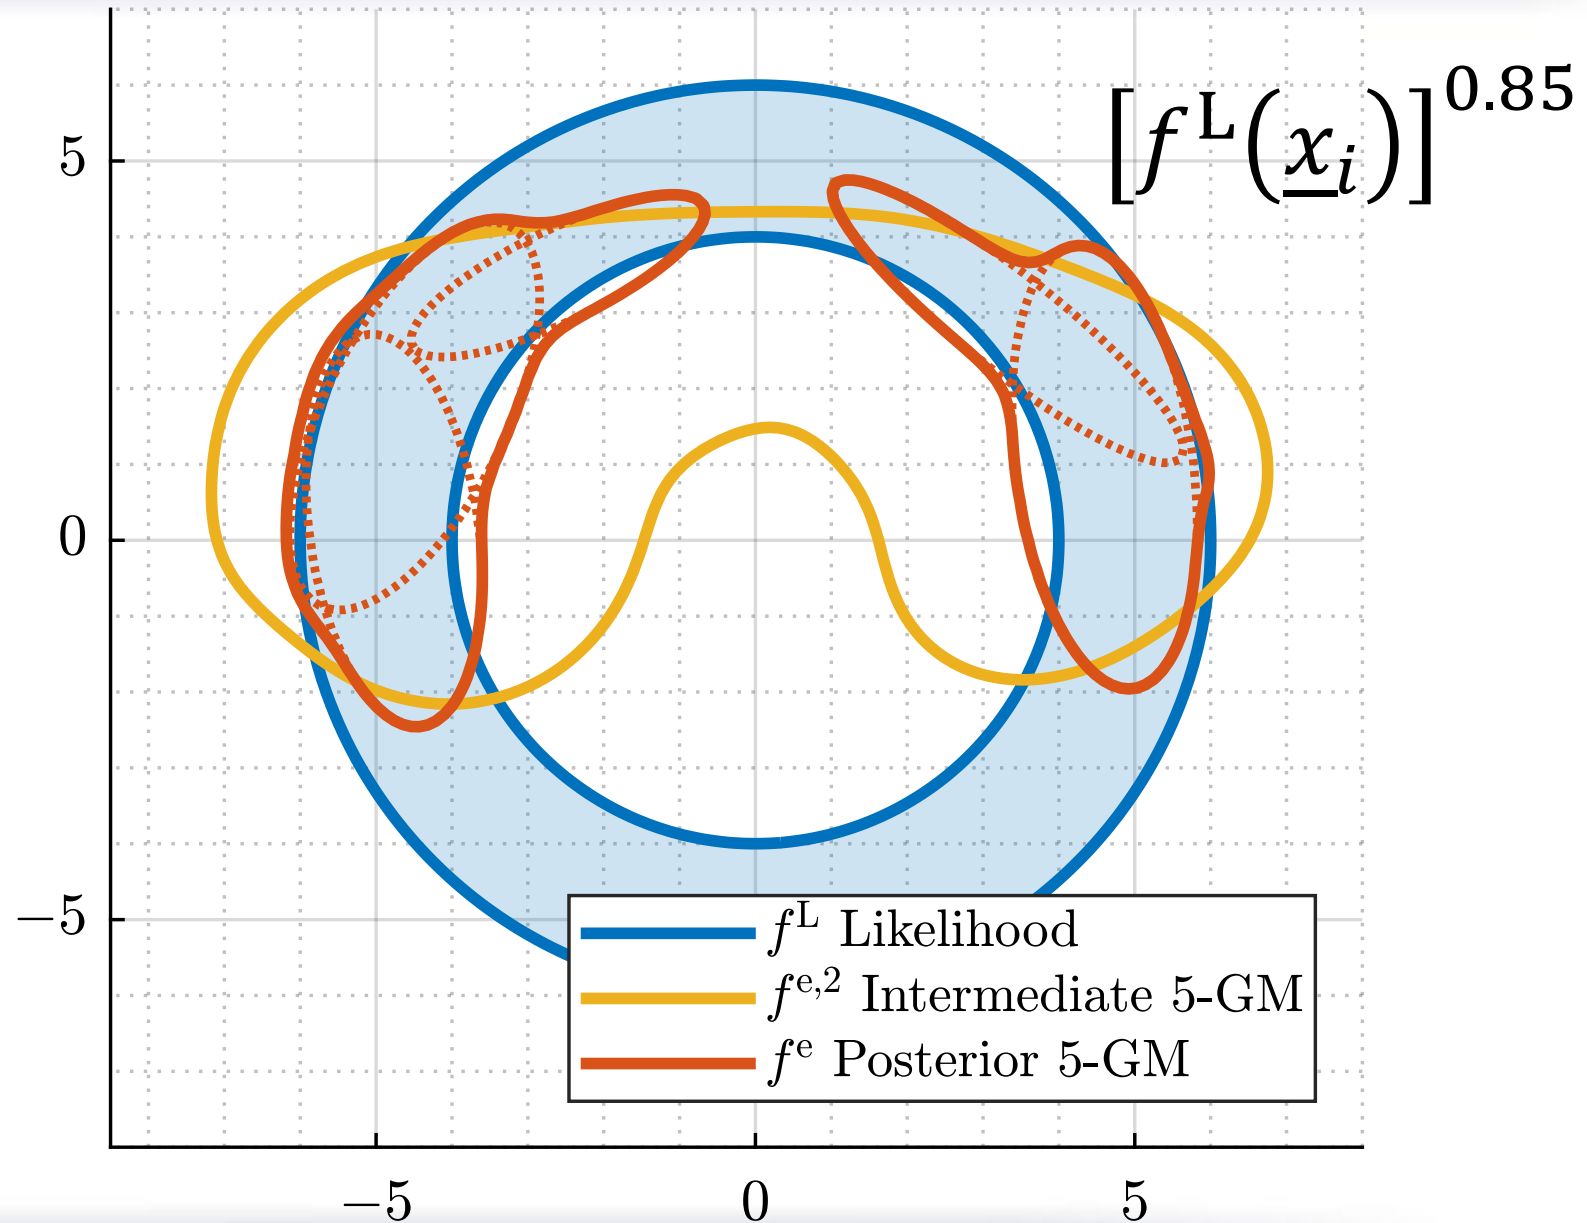 [f^L(x_i)]^0.85
5
0
−5
f^L Likelihood
f^e,2 Intermediate 5-GM
f^e Posterior 5-GM
−5 0 5